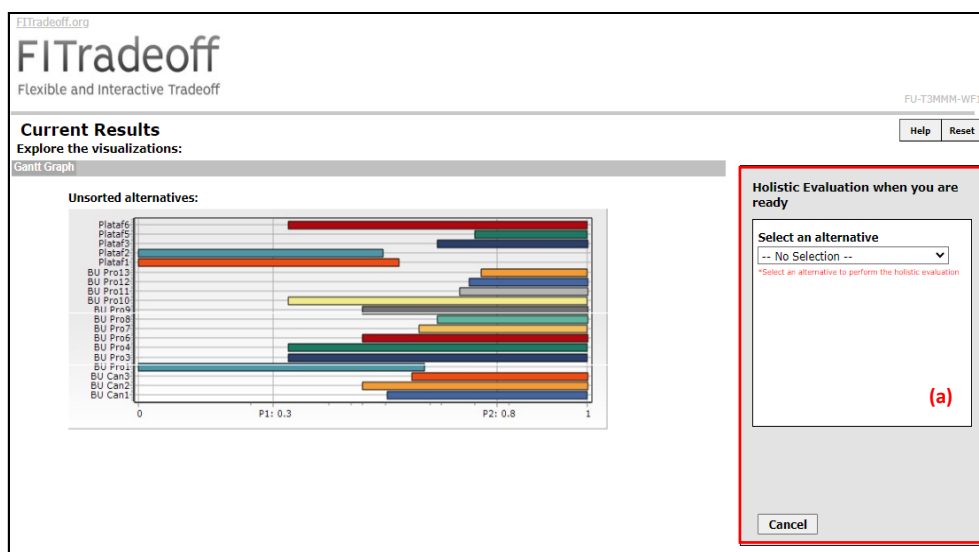 FITradeoff.org
FITradeoff
Flexible and Interactive Tradeoff
FU-T3MMM-WF1
Current Results
Help Reset
Explore the visualizations:
Gantt Graph
Unsorted alternatives:
Plataf6
Plataf5
Plataf3
Plataf2
Plataf1
BU Pro13
BU Pro12
BU Pro11
BU Pro10
BU Pro9
BU Pro8
BU Pro7
BU Pro6
BU Pro4
BU Pro3
BU Pro1
BU Can3
BU Can2
BU Can1
0 P1: 0.3 P2: 0.8 1
Holistic Evaluation when you are
ready
Select an alternative
-- No Selection --
*Select an alternative to perform the holistic evaluation
(a)
Cancel